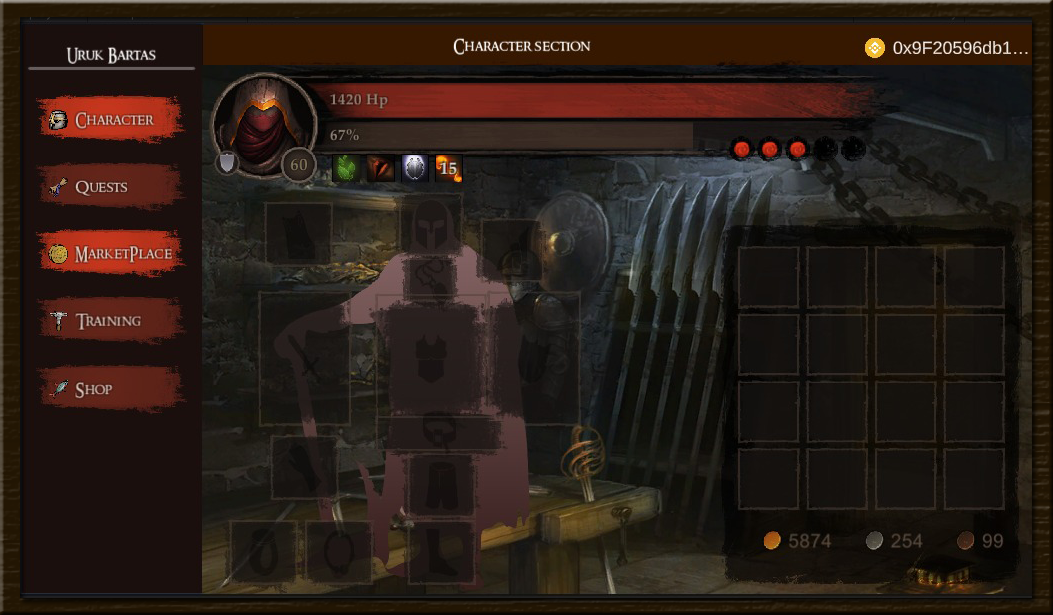 Uruk Bartas
Character section
0x9F20596db1...
Character
Quests
MarketPlace
Training
Shop
1420 Hp
67%
60
15
5874
254
99